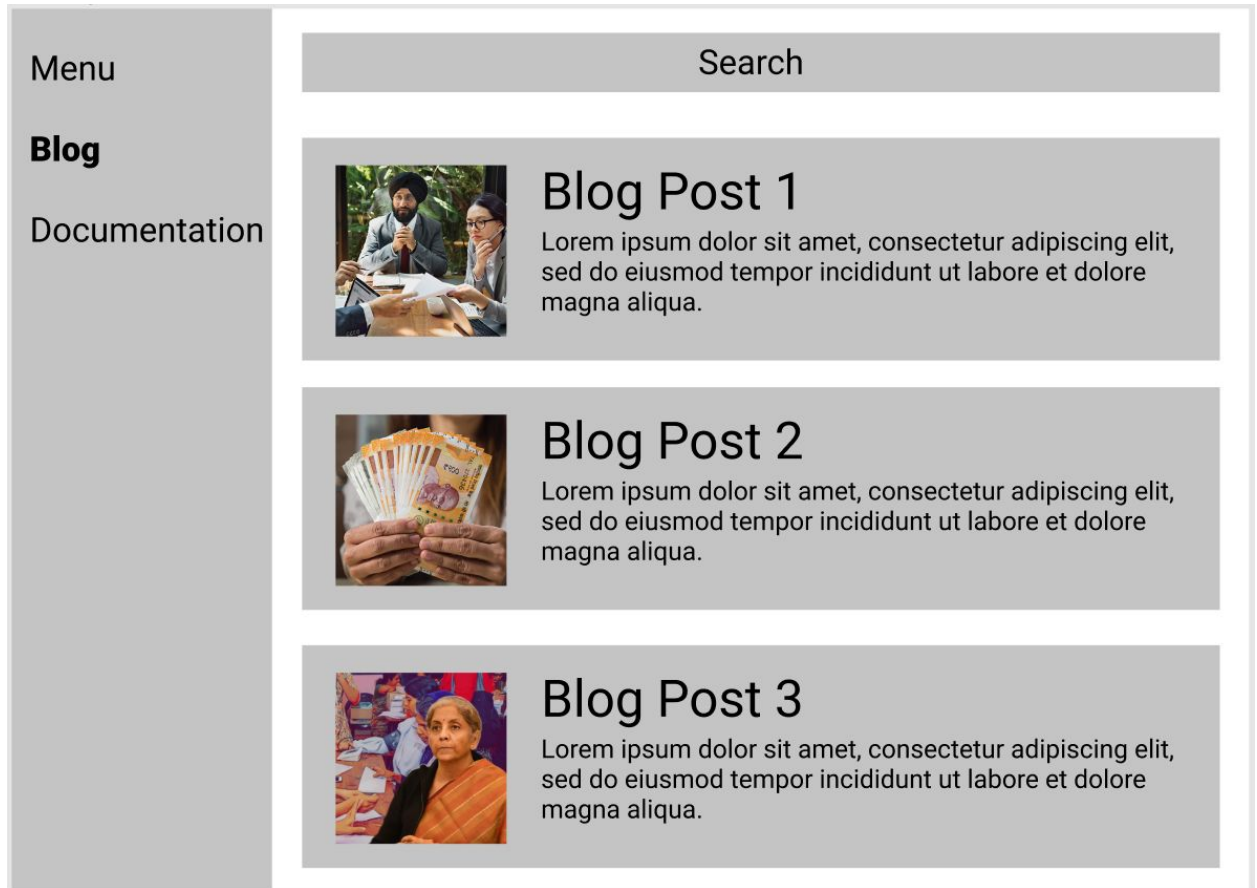 Menu
Blog
Documentation
Search
Blog Post 1
Lorem ipsum dolor sit amet, consectetur adipiscing elit,
sed do eiusmod tempor incididunt ut labore et dolore
magna aliqua.
Blog Post 2
Lorem ipsum dolor sit amet, consectetur adipiscing elit,
sed do eiusmod tempor incididunt ut labore et dolore
magna aliqua.
Blog Post 3
Lorem ipsum dolor sit amet, consectetur adipiscing elit,
sed do eiusmod tempor incididunt ut labore et dolore
magna aliqua.